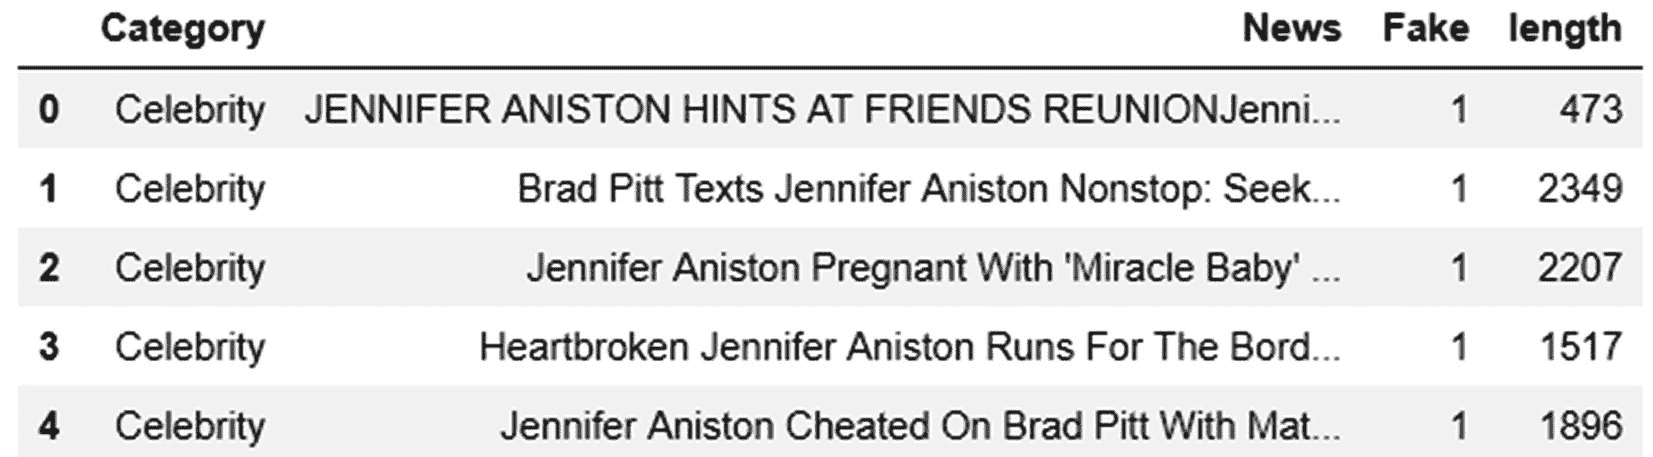 Category News Fake length
0 Celebrity JENNIFER ANISTON HINTS AT FRIENDS REUNIONJenni... 1 473
1 Celebrity Brad Pitt Texts Jennifer Aniston Nonstop: Seek... 1 2349
2 Celebrity Jennifer Aniston Pregnant With 'Miracle Baby' ... 1 2207
3 Celebrity Heartbroken Jennifer Aniston Runs For The Bord... 1 1517
4 Celebrity Jennifer Aniston Cheated On Brad Pitt With Mat... 1 1896